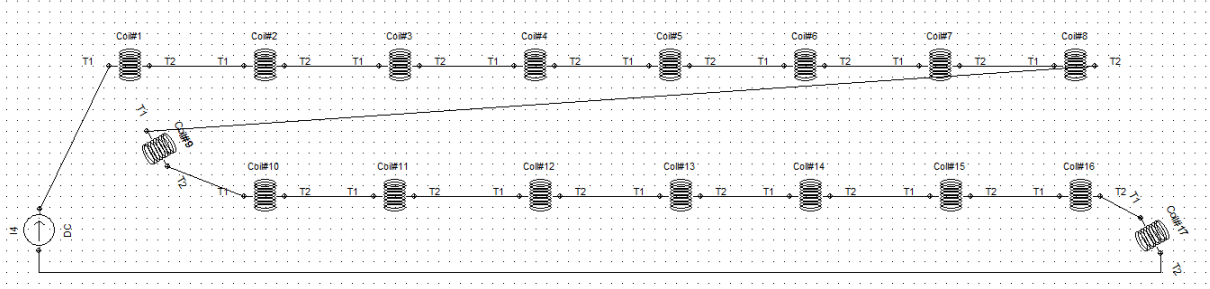 Coil#1 Coil#2 Coil#3 Coil#4 Coil#5 Coil#6 Coil#7 Coil#8
T1 T2 T1 T2 T1 T2 T1 T2 T1 T2 T1 T2 T1 T2 T1 T2
T1
Coil#9
T2
Coil#10 Coil#11 Coil#12 Coil#13 Coil#14 Coil#15 Coil#16
T1 T2 T1 T2 T1 T2 T1 T2 T1 T2 T1 T2 T1 T2
T1
Coil#17
T2
I4
DC